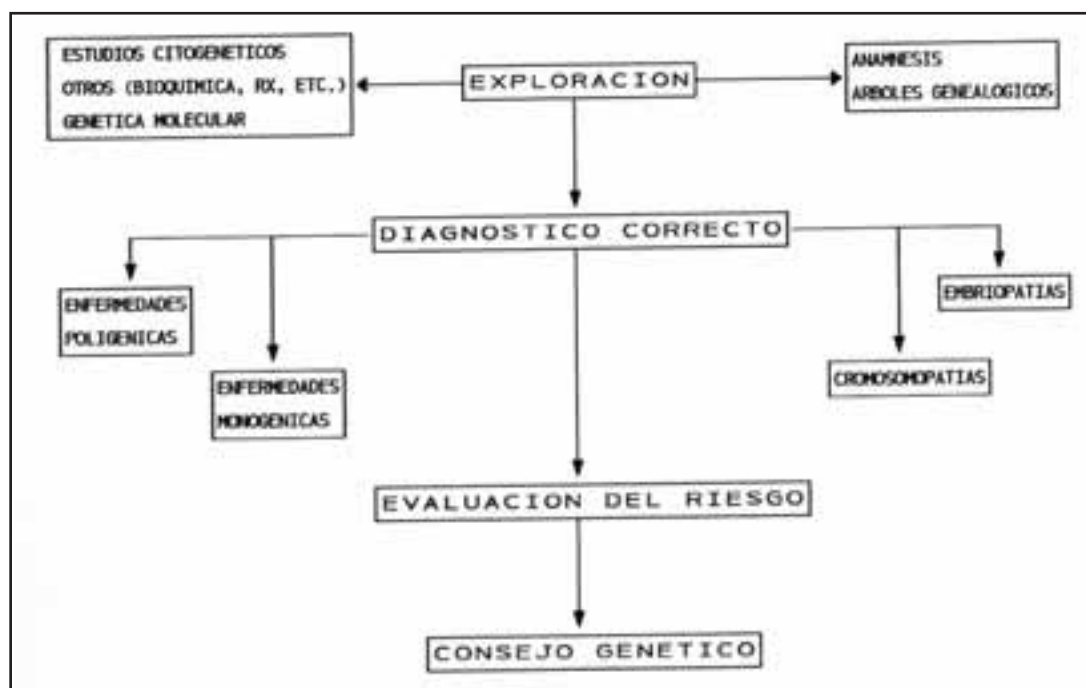 ESTUDIOS CITOGENETICOS
OTROS (BIOQUIMICA, RX, ETC.)
GENETICA MOLECULAR
EXPLORACION
ANAMNESIS
ARBOLES GENEALOGICOS
DIAGNOSTICO CORRECTO
ENFERMEDADES
POLIGENICAS
ENFERMEDADES
MONOGENICAS
EMBRIOPATIAS
CROMOSOMOPATIAS
EVALUACION DEL RIESGO
CONSEJO GENETICO